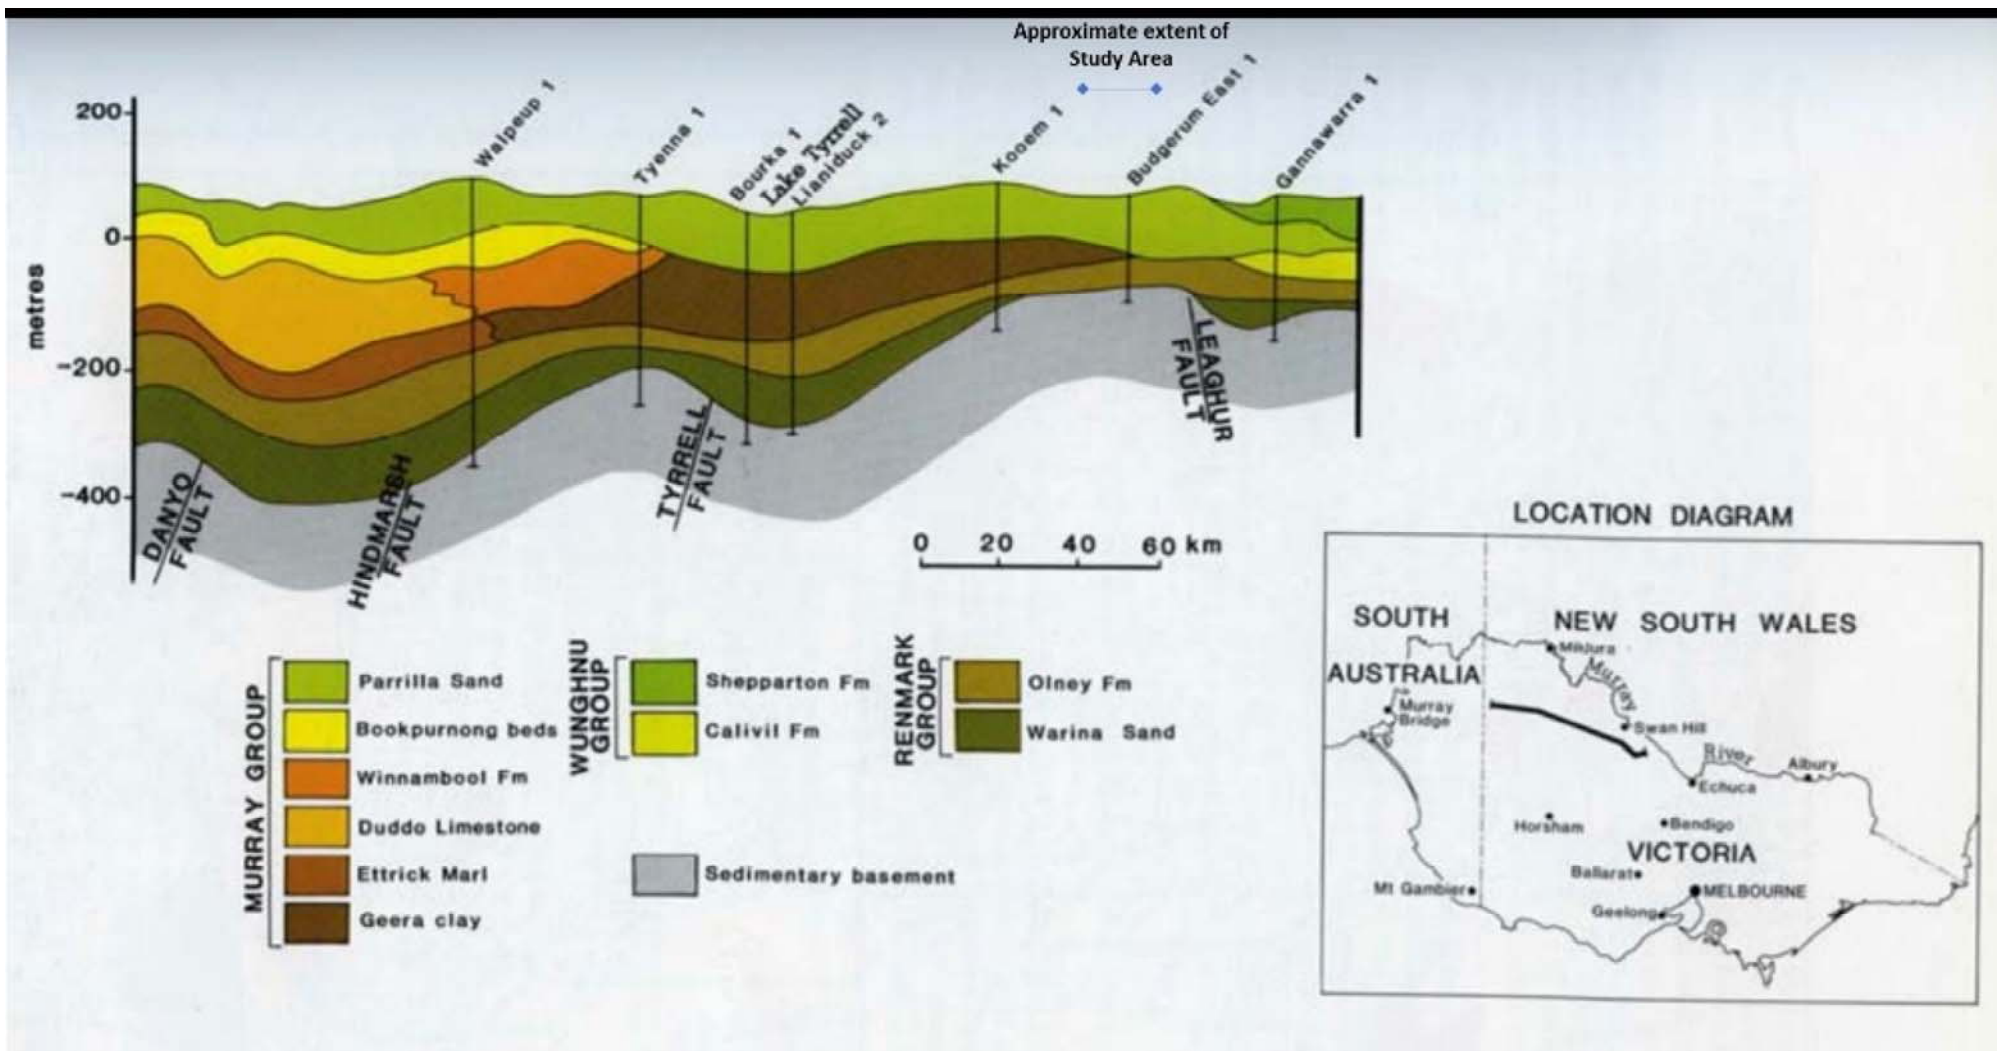 Approximate extent of
Study Area
200
0
-200
-400
metres
Walpeup 1
Tyenna 1
Bourka 1
Lake Tyrrell
Lianiduck 2
Kooem 1
Budgerum East 1
Gannawarra 1
DANYO
FAULT
HINDMARSH
FAULT
TYRRELL
FAULT
LEAGHUR
FAULT
0 20 40 60 km
MURRAY GROUP
Parrilla Sand
Bookpurnong beds
Winnambool Fm
Duddo Limestone
Ettrick Marl
Geera clay
WUNGHNU
GROUP
Shepparton Fm
Calivil Fm
Sedimentary basement
RENMARK
GROUP
Olney Fm
Warina Sand
LOCATION DIAGRAM
SOUTH
AUSTRALIA
NEW SOUTH WALES
Mildura
Murray
Murray
Bridge
Swan Hill
River
Albury
Echuca
Horsham
Bendigo
VICTORIA
Ballarat
Mt Gambier
MELBOURNE
Geelong